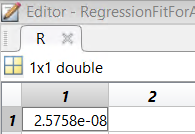 Editor - RegressionFitForA
R
1x1 double
1 2
1 2.5758e-08